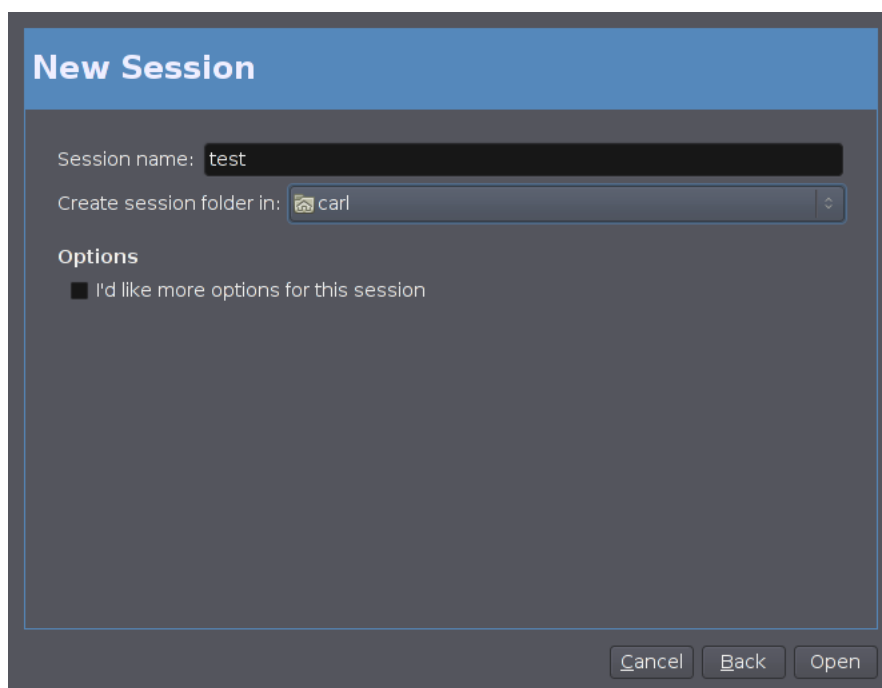 New Session
Session name: test
Create session folder in: carl
Options
I'd like more options for this session
Cancel Back Open